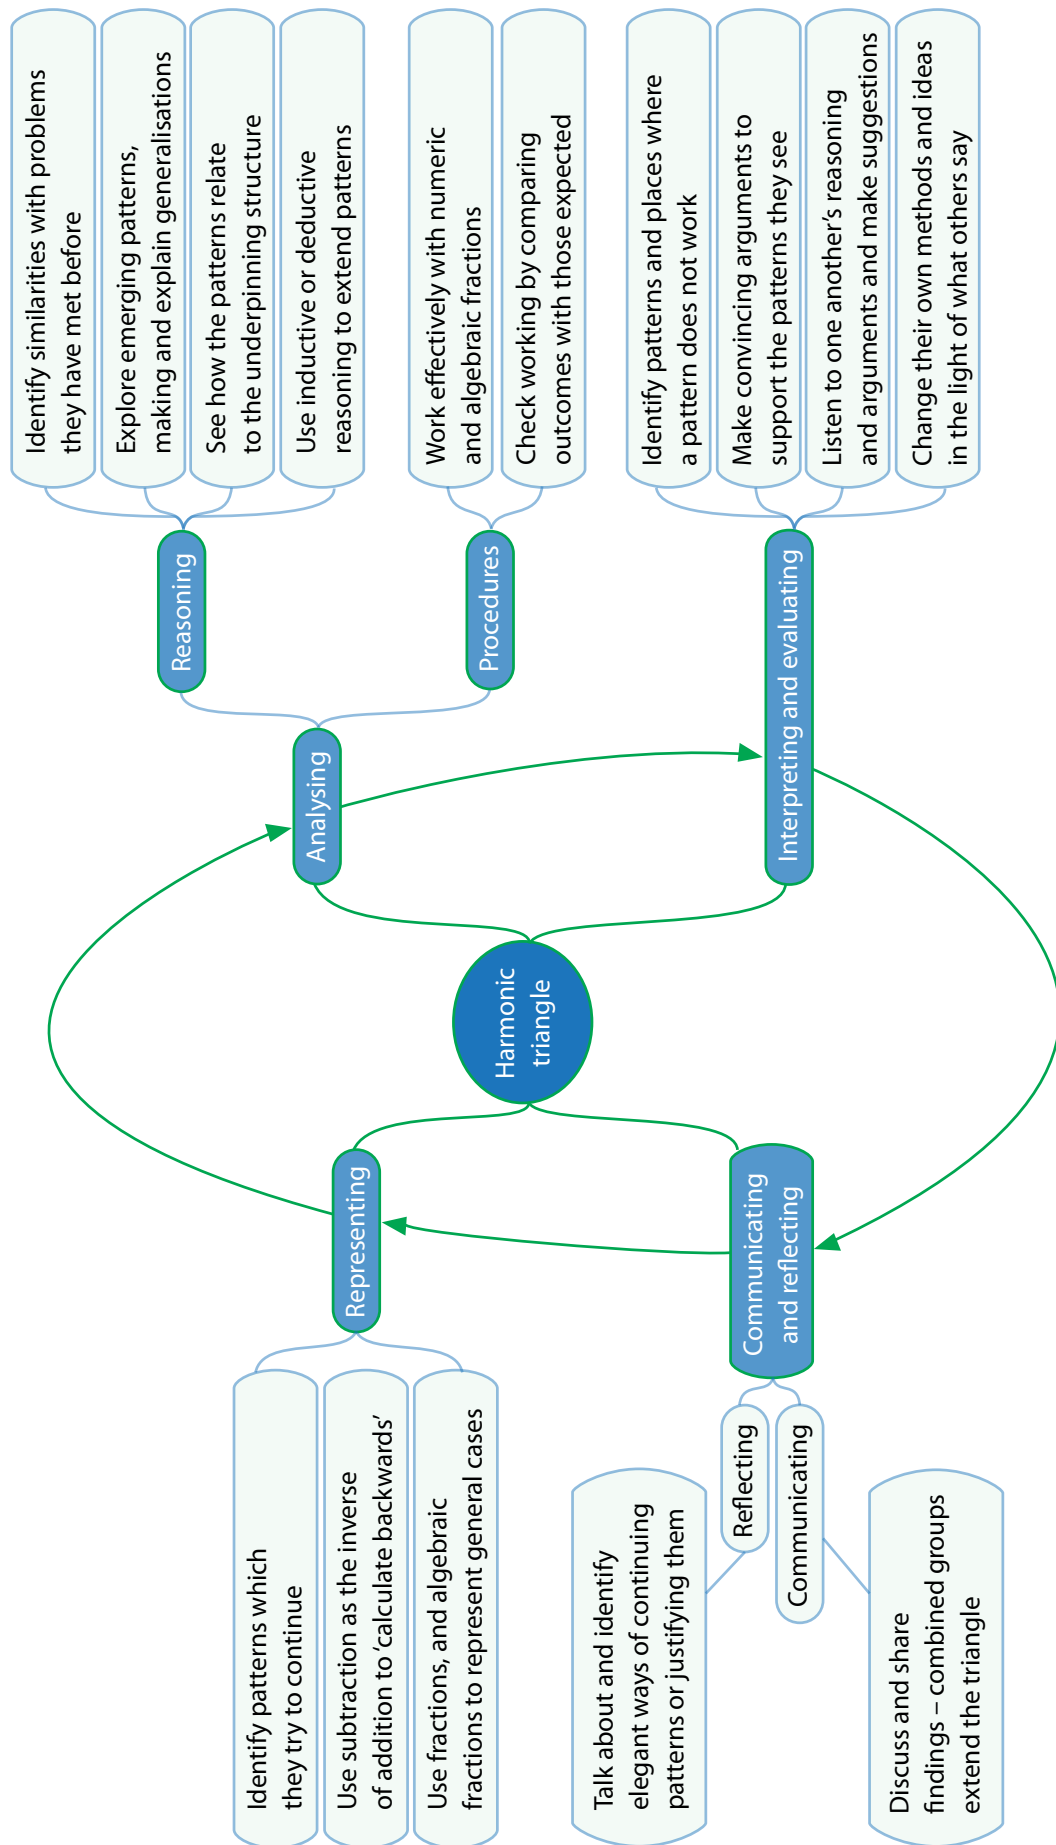 Identify patterns which
they try to continue
Use subtraction as the inverse
of addition to ‘calculate backwards’
Use fractions, and algebraic
fractions to represent general cases
Representing
Talk about and identify
elegant ways of continuing
patterns or justifying them
Reflecting
Communicating
Discuss and share
findings – combined groups
extend the triangle
Communicating
and reflecting
Harmonic
triangle
Analysing
Reasoning
Identify similarities with problems
they have met before
Explore emerging patterns,
making and explain generalisations
See how the patterns relate
to the underpinning structure
Use inductive or deductive
reasoning to extend patterns
Procedures
Work effectively with numeric
and algebraic fractions
Check working by comparing
outcomes with those expected
Interpreting and evaluating
Identify patterns and places where
a pattern does not work
Make convincing arguments to
support the patterns they see
Listen to one another’s reasoning
and arguments and make suggestions
Change their own methods and ideas
in the light of what others say